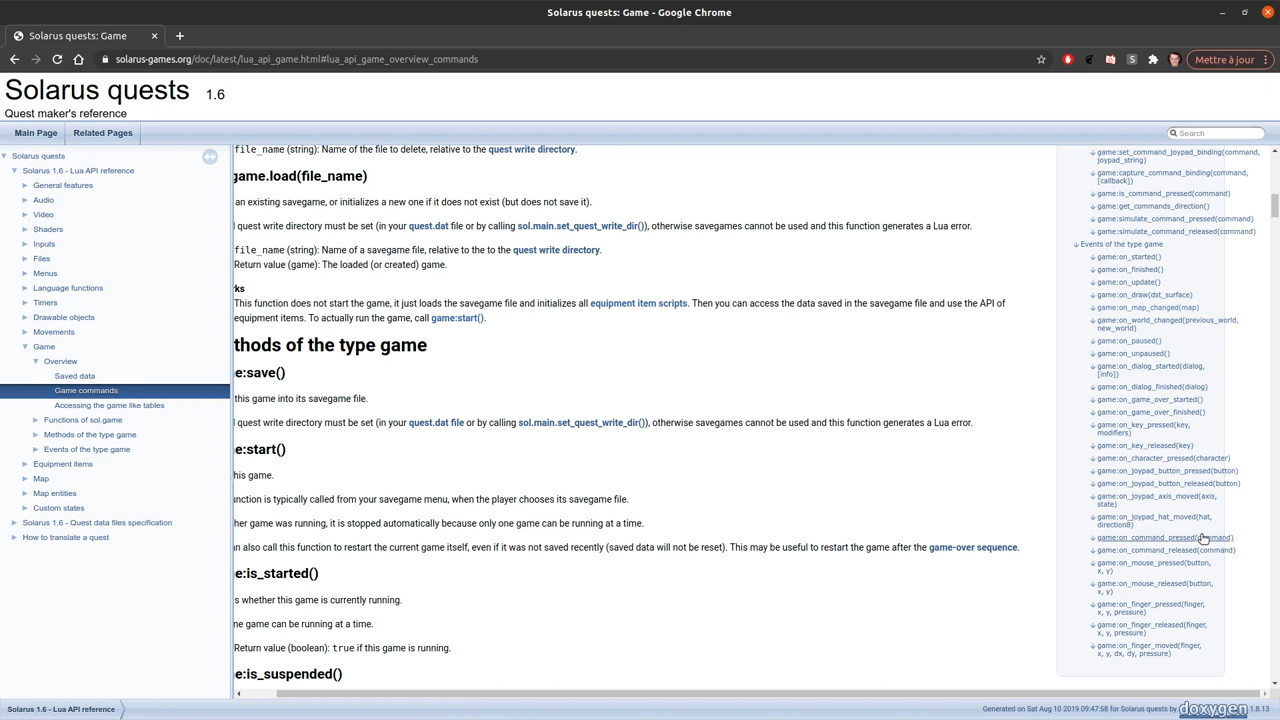 Solarus quests: Game - Google Chrome
Solarus quests: Game
solarus-games.org/doc/latest/lua_api_game.html#lua_api_game_overview_commands
Mettre à jour
Solarus quests 1.6
Quest maker's reference
Main Page
Related Pages
Search
Solarus quests
Solarus 1.6 - Lua API reference
General features
Audio
Video
Shaders
Inputs
Files
Menus
Language functions
Timers
Drawable objects
Movements
Game
Overview
Saved data
Game commands
Accessing the game like tables
Functions of sol.game
Methods of the type game
Events of the type game
Equipment items
Map
Map entities
Custom states
Solarus 1.6 - Quest data files specification
How to translate a quest
file_name (string): Name of the file to delete, relative to the quest write directory.
game.load(file_name)
an existing savegame, or initializes a new one if it does not exist (but does not save it).
l quest write directory must be set (in your quest.dat file or by calling sol.main.set_quest_write_dir()), otherwise savegames cannot be used and this function generates a Lua error.
file_name (string): Name of a savegame file, relative to the to the quest write directory.
Return value (game): The loaded (or created) game.
rks
This function does not start the game, it just loads the savegame file and initializes all equipment item scripts. Then you can access the data saved in the savegame file and use the API of
equipment items. To actually run the game, call game:start().
thods of the type game
e:save()
this game into its savegame file.
l quest write directory must be set (in your quest.dat file or by calling sol.main.set_quest_write_dir()), otherwise savegames cannot be used and this function generates a Lua error.
e:start()
his game.
unction is typically called from your savegame menu, when the player chooses its savegame file.
her game was running, it is stopped automatically because only one game can be running at a time.
n also call this function to restart the current game itself, even if it was not saved recently (saved data will not be reset). This may be useful to restart the game after the game-over sequence.
e:is_started()
s whether this game is currently running.
ne game can be running at a time.
Return value (boolean): true if this game is running.
e:is_suspended()
game:set_command_joypad_binding(command,
joypad_string)
game:capture_command_binding(command,
[callback])
game:is_command_pressed(command)
game:get_commands_direction()
game:simulate_command_pressed(command)
game:simulate_command_released(command)
Events of the type game
game:on_started()
game:on_finished()
game:on_update()
game:on_draw(dst_surface)
game:on_map_changed(map)
game:on_world_changed(previous_world,
new_world)
game:on_paused()
game:on_unpaused()
game:on_dialog_started(dialog,
[info])
game:on_dialog_finished(dialog)
game:on_game_over_started()
game:on_game_over_finished()
game:on_key_pressed(key,
modifiers)
game:on_key_released(key)
game:on_character_pressed(character)
game:on_joypad_button_pressed(button)
game:on_joypad_button_released(button)
game:on_joypad_axis_moved(axis,
state)
game:on_joypad_hat_moved(hat,
direction8)
game:on_command_pressed(command)
game:on_command_released(command)
game:on_mouse_pressed(button,
x, y)
game:on_mouse_released(button,
x, y)
game:on_finger_pressed(finger,
x, y, pressure)
game:on_finger_released(finger,
x, y, pressure)
game:on_finger_moved(finger,
x, y, dx, dy, pressure)
Solarus 1.6 - Lua API reference
Generated on Sat Aug 10 2019 09:47:58 for Solarus quests by doxygen 1.8.13